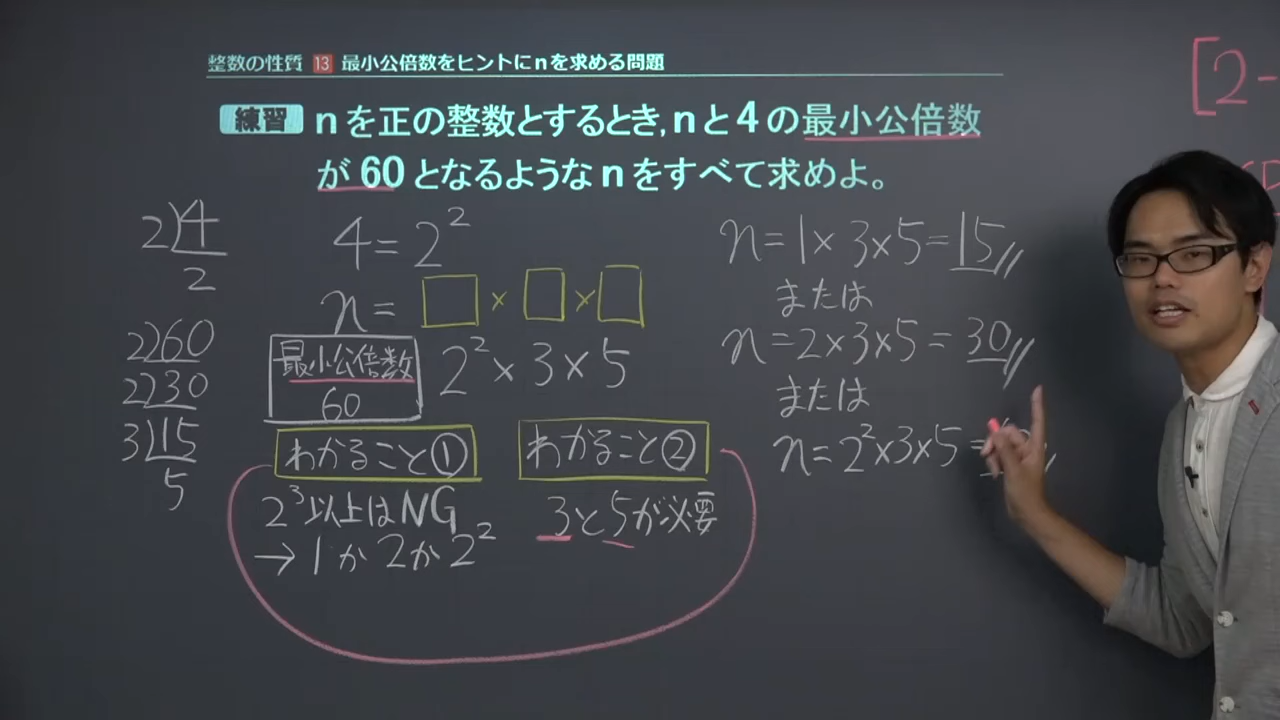 整数の性質 13 最小公倍数をヒントにnを求める問題
練習 nを正の整数とするとき,nと4の最小公倍数
が60となるようなnをすべて求めよ。
2)4
2
2)60
2)30
3)15
5
4=2²
n=□×□×□
最小公倍数
60
2²×3×5
わかること①
2³以上はNG
→1か2か2²
わかること②
3と5が必要
n=1×3×5=15
または
n=2×3×5=30
または
n=2²×3×5=
[2-